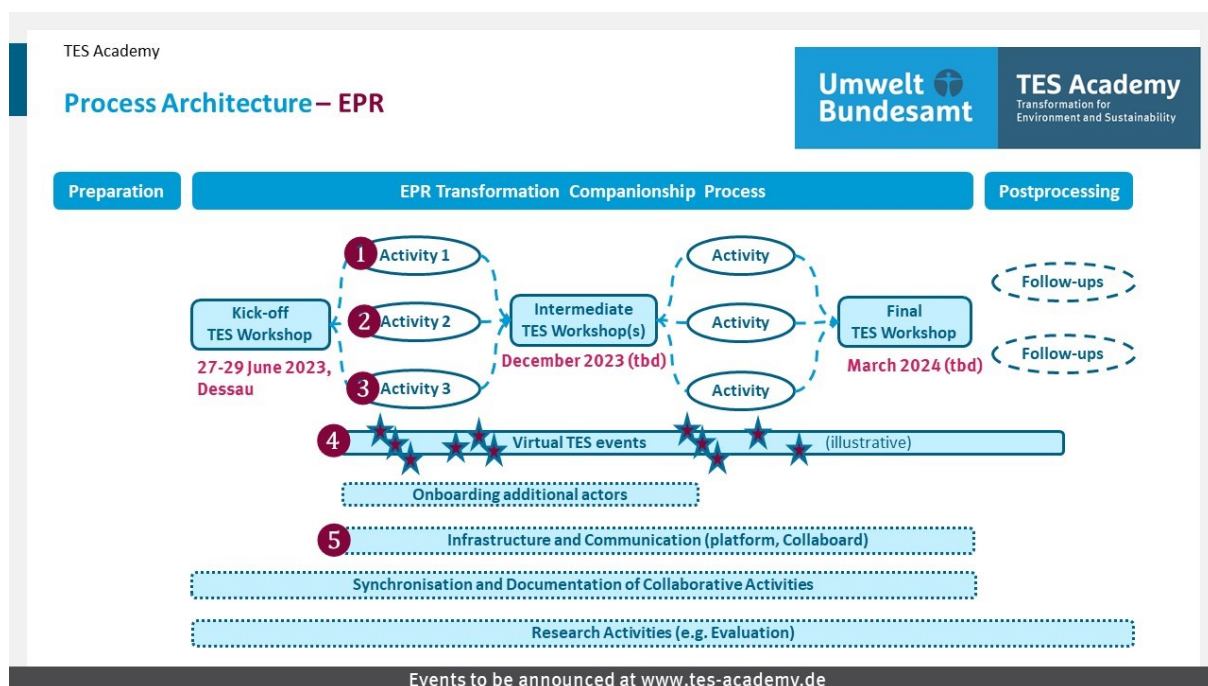 TES Academy
Process Architecture – EPR
Umwelt
Bundesamt
TES Academy
Transformation for
Environment and Sustainability
Preparation
EPR Transformation Companionship Process
Postprocessing
Kick-off
TES Workshop
27-29 June 2023,
Dessau
1
Activity 1
2
Activity 2
3
Activity 3
Intermediate
TES Workshop(s)
December 2023 (tbd)
Activity
Activity
Activity
Final
TES Workshop
March 2024 (tbd)
Follow-ups
Follow-ups
4
Virtual TES events
(illustrative)
Onboarding additional actors
5
Infrastructure and Communication (platform, Collaboard)
Synchronisation and Documentation of Collaborative Activities
Research Activities (e.g. Evaluation)
Events to be announced at www.tes-academy.de